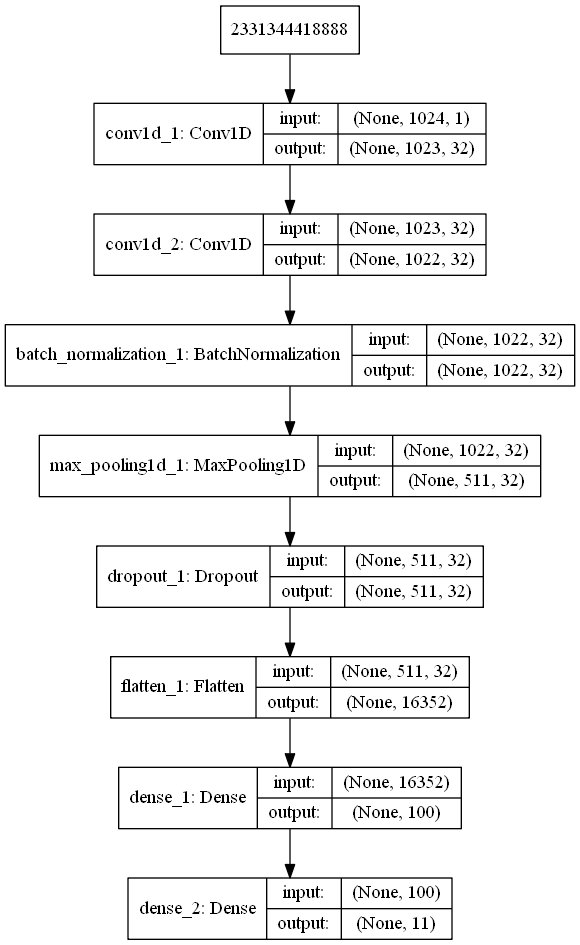 2331344418888
conv1d_1: Conv1D
input:
(None, 1024, 1)
output:
(None, 1023, 32)
conv1d_2: Conv1D
input:
(None, 1023, 32)
output:
(None, 1022, 32)
batch_normalization_1: BatchNormalization
input:
(None, 1022, 32)
output:
(None, 1022, 32)
max_pooling1d_1: MaxPooling1D
input:
(None, 1022, 32)
output:
(None, 511, 32)
dropout_1: Dropout
input:
(None, 511, 32)
output:
(None, 511, 32)
flatten_1: Flatten
input:
(None, 511, 32)
output:
(None, 16352)
dense_1: Dense
input:
(None, 16352)
output:
(None, 100)
dense_2: Dense
input:
(None, 100)
output:
(None, 11)